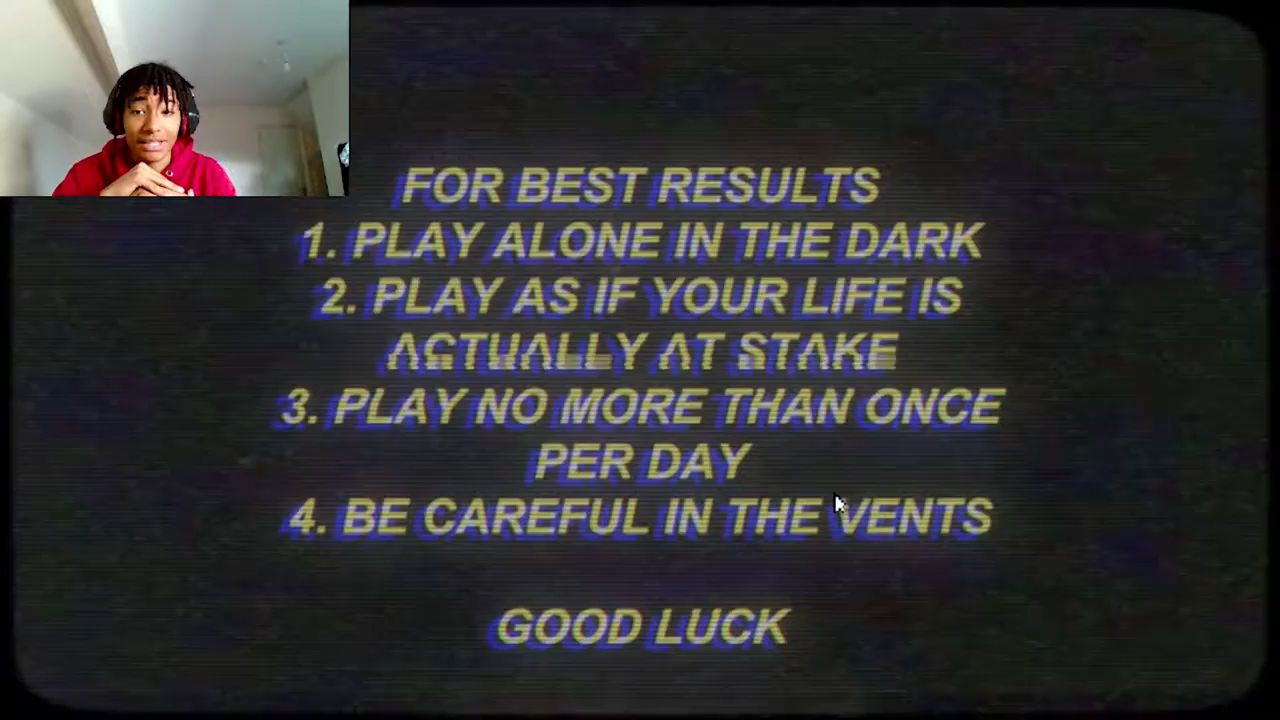 FOR BEST RESULTS
1. PLAY ALONE IN THE DARK
2. PLAY AS IF YOUR LIFE IS
ACTUALLY AT STAKE
3. PLAY NO MORE THAN ONCE
PER DAY
4. BE CAREFUL IN THE VENTS
GOOD LUCK